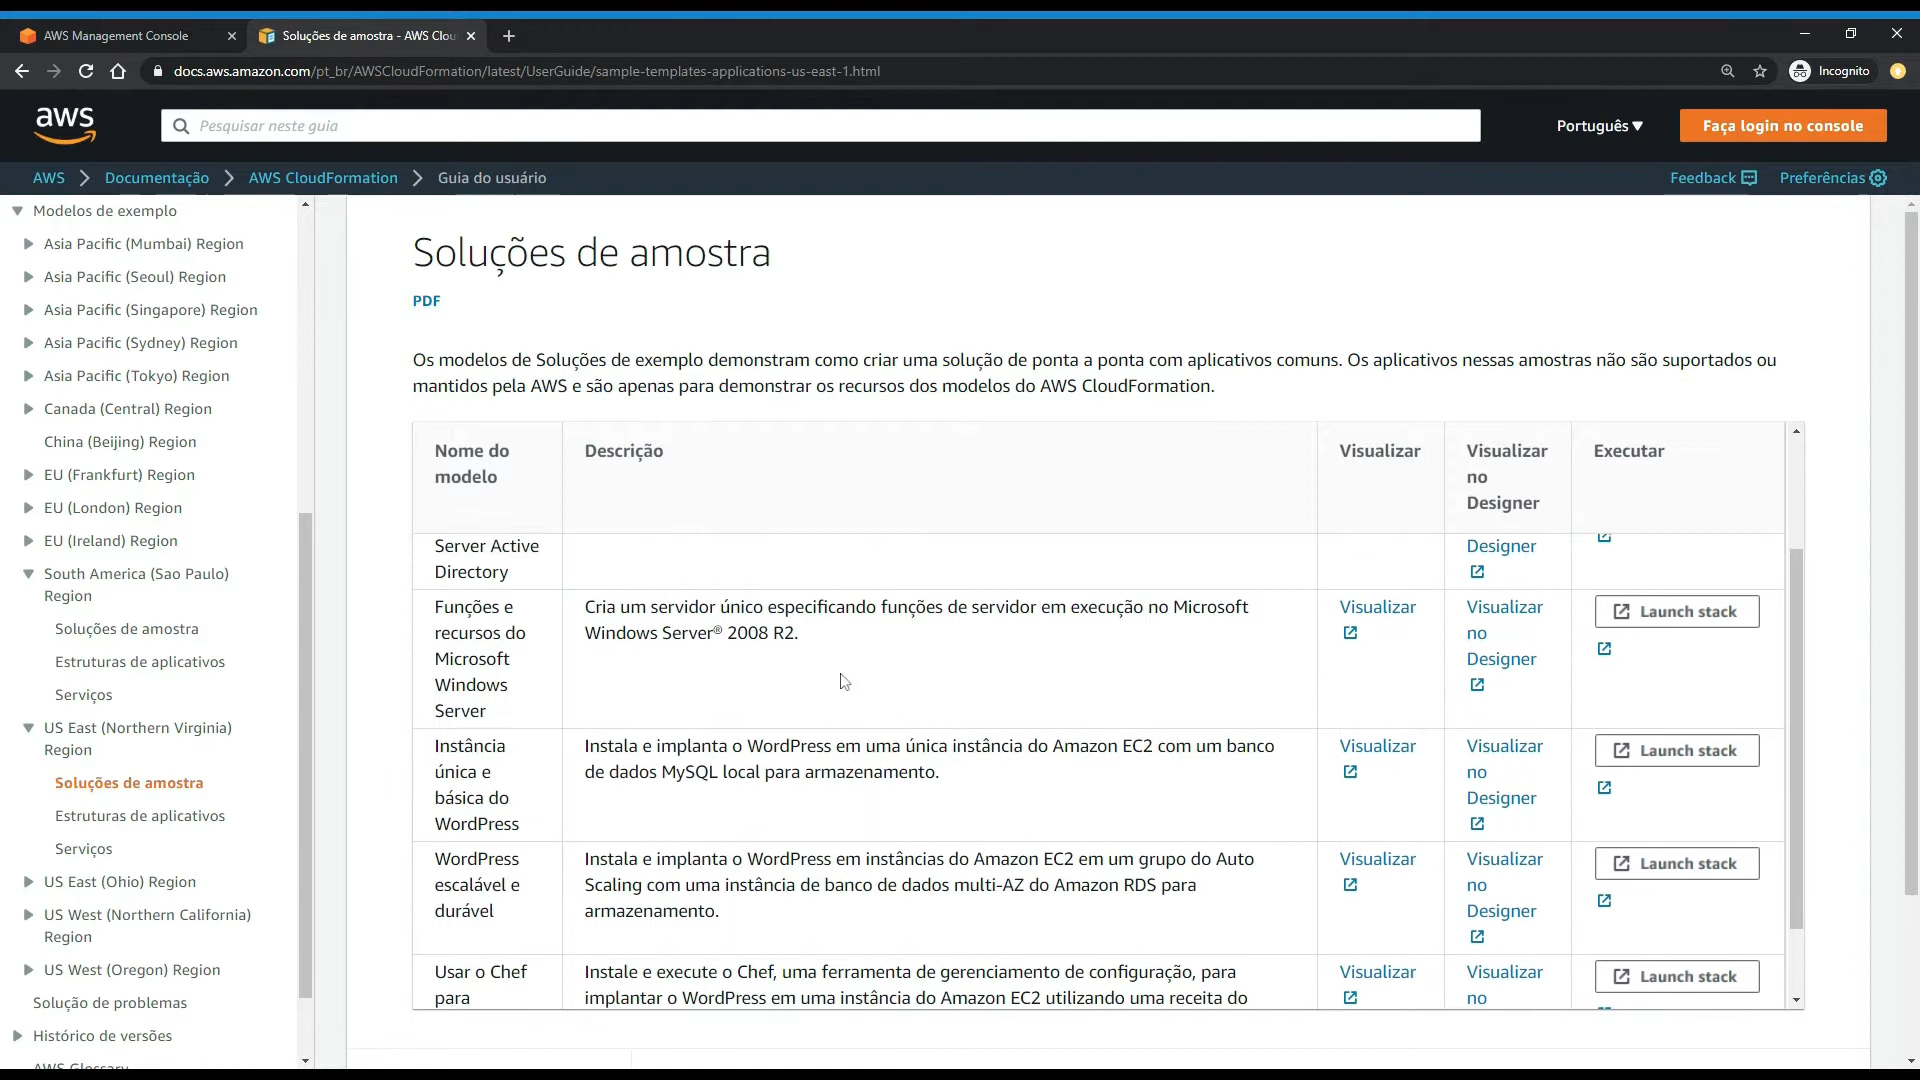 AWS Management Console
Soluções de amostra - AWS Clou
docs.aws.amazon.com/pt_br/AWSCloudFormation/latest/UserGuide/sample-templates-applications-us-east-1.html
Incognito
aws
Pesquisar neste guia
Português
Faça login no console
AWS
Documentação
AWS CloudFormation
Guia do usuário
Feedback
Preferências
Modelos de exemplo
Asia Pacific (Mumbai) Region
Asia Pacific (Seoul) Region
Asia Pacific (Singapore) Region
Asia Pacific (Sydney) Region
Asia Pacific (Tokyo) Region
Canada (Central) Region
China (Beijing) Region
EU (Frankfurt) Region
EU (London) Region
EU (Ireland) Region
South America (Sao Paulo)
Region
Soluções de amostra
Estruturas de aplicativos
Serviços
US East (Northern Virginia)
Region
Soluções de amostra
Estruturas de aplicativos
Serviços
US East (Ohio) Region
US West (Northern California)
Region
US West (Oregon) Region
Solução de problemas
Histórico de versões
AWS Glossary
Soluções de amostra
PDF
Os modelos de Soluções de exemplo demonstram como criar uma solução de ponta a ponta com aplicativos comuns. Os aplicativos nessas amostras não são suportados ou
mantidos pela AWS e são apenas para demonstrar os recursos dos modelos do AWS CloudFormation.
Nome do
modelo
Descrição
Visualizar
Visualizar
no
Designer
Executar
Server Active
Directory
Designer
Funções e
recursos do
Microsoft
Windows
Server
Cria um servidor único especificando funções de servidor em execução no Microsoft
Windows Server® 2008 R2.
Visualizar
Visualizar
no
Designer
Launch stack
Instância
única e
básica do
WordPress
Instala e implanta o WordPress em uma única instância do Amazon EC2 com um banco
de dados MySQL local para armazenamento.
Visualizar
Visualizar
no
Designer
Launch stack
WordPress
escalável e
durável
Instala e implanta o WordPress em instâncias do Amazon EC2 em um grupo do Auto
Scaling com uma instância de banco de dados multi-AZ do Amazon RDS para
armazenamento.
Visualizar
Visualizar
no
Designer
Launch stack
Usar o Chef
para
Instale e execute o Chef, uma ferramenta de gerenciamento de configuração, para
implantar o WordPress em uma instância do Amazon EC2 utilizando uma receita do
Visualizar
Visualizar
no
Launch stack